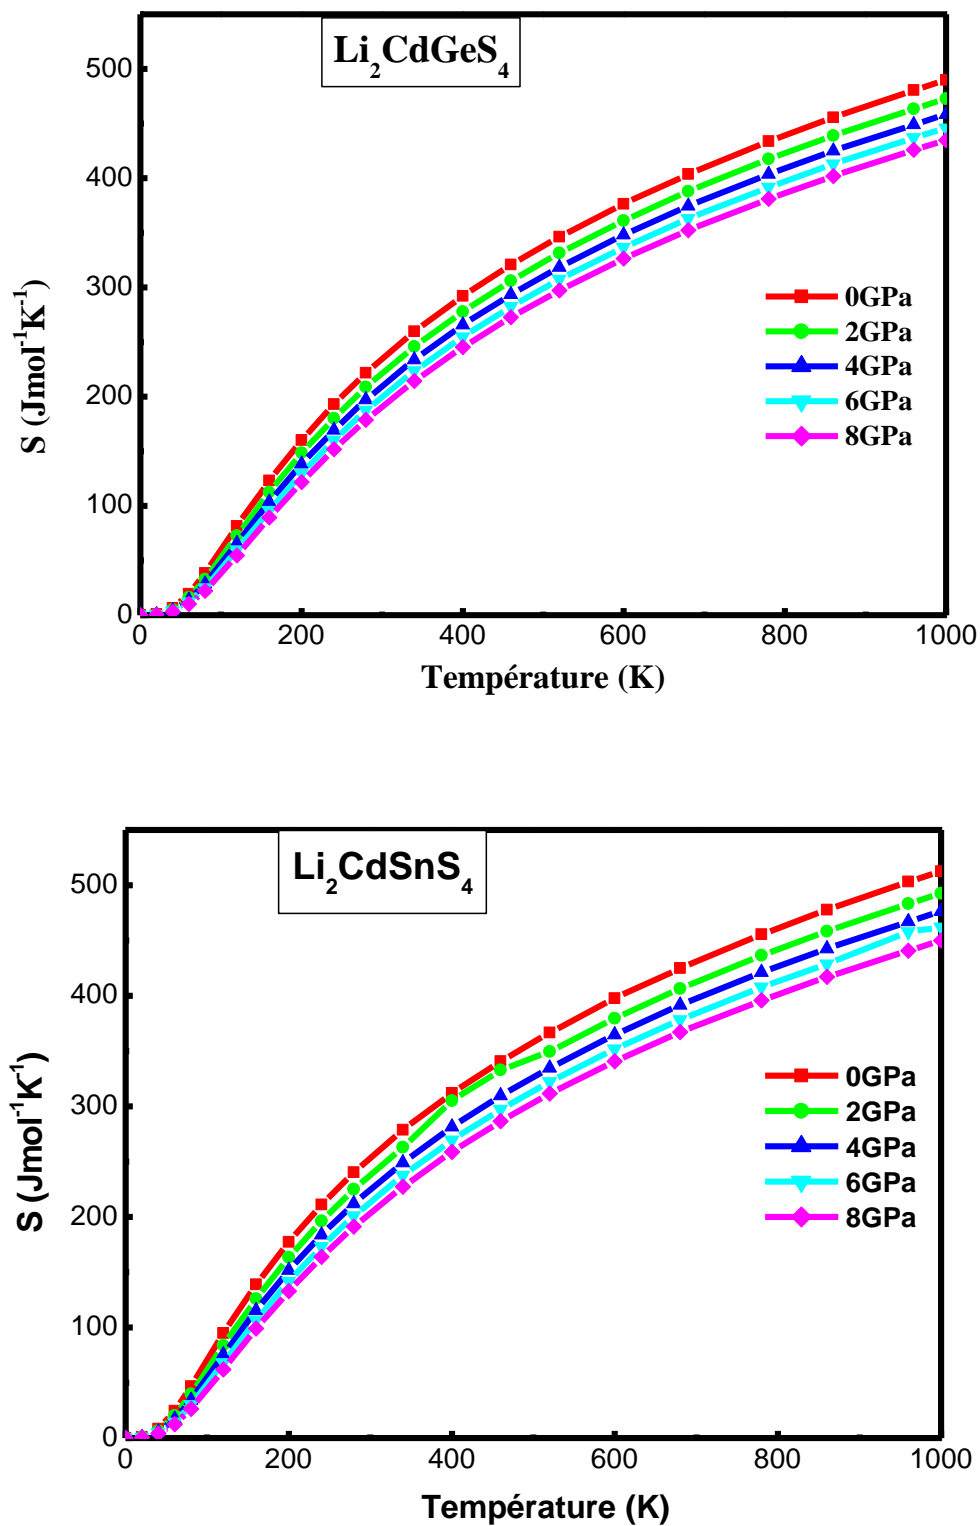 Li2CdGeS4
500
400
300
200
100
0
S (Jmol-1K-1)
0GPa
2GPa
4GPa
6GPa
8GPa
0 200 400 600 800 1000
Température (K)
Li2CdSnS4
500
400
300
200
100
0
S (Jmol-1K-1)
0GPa
2GPa
4GPa
6GPa
8GPa
0 200 400 600 800 1000
Température (K)